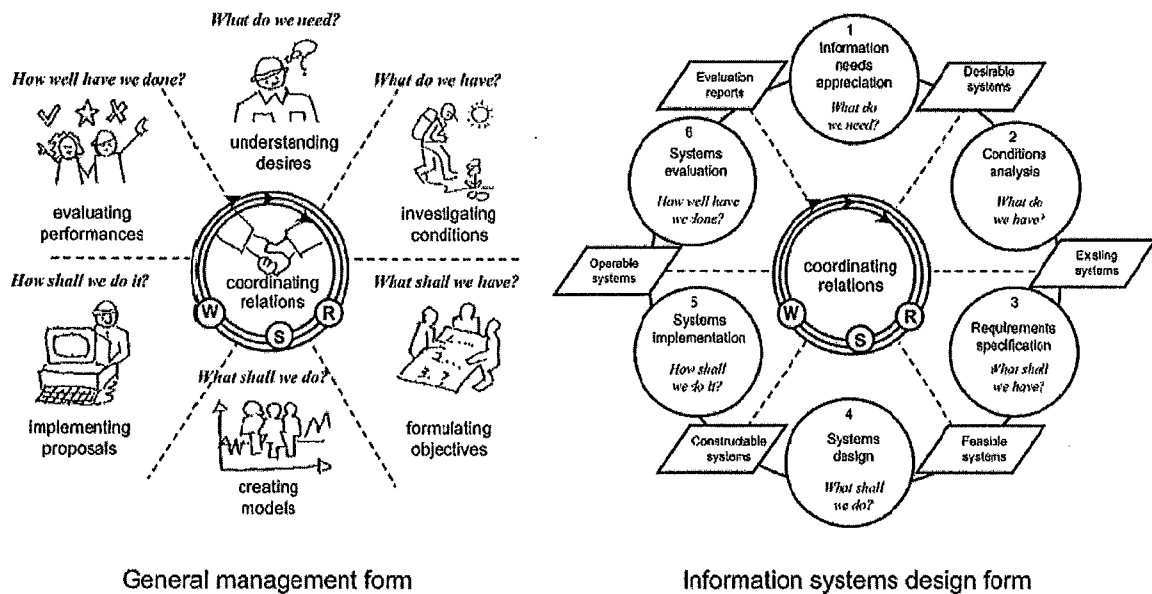 What do we need?
understanding
desires
How well have we done?
evaluating
performances
What do we have?
investigating
conditions
coordinating
relations
W
S
R
How shall we do it?
implementing
proposals
What shall we do?
creating
models
What shall we have?
1....
2.
3.?
formulating
objectives
General management form
1
Information
needs
appreciation
What do
we need?
Desirable
systems
2
Conditions
analysis
What do
we have?
Existing
systems
3
Requirements
specification
What shall
we have?
Feasible
systems
4
Systems
design
What shall
we do?
Constructable
systems
5
Systems
implementation
How shall
we do it?
Operable
systems
6
Systems
evaluation
How well have
we done?
Evaluation
reports
coordinating
relations
W
S
R
Information systems design form